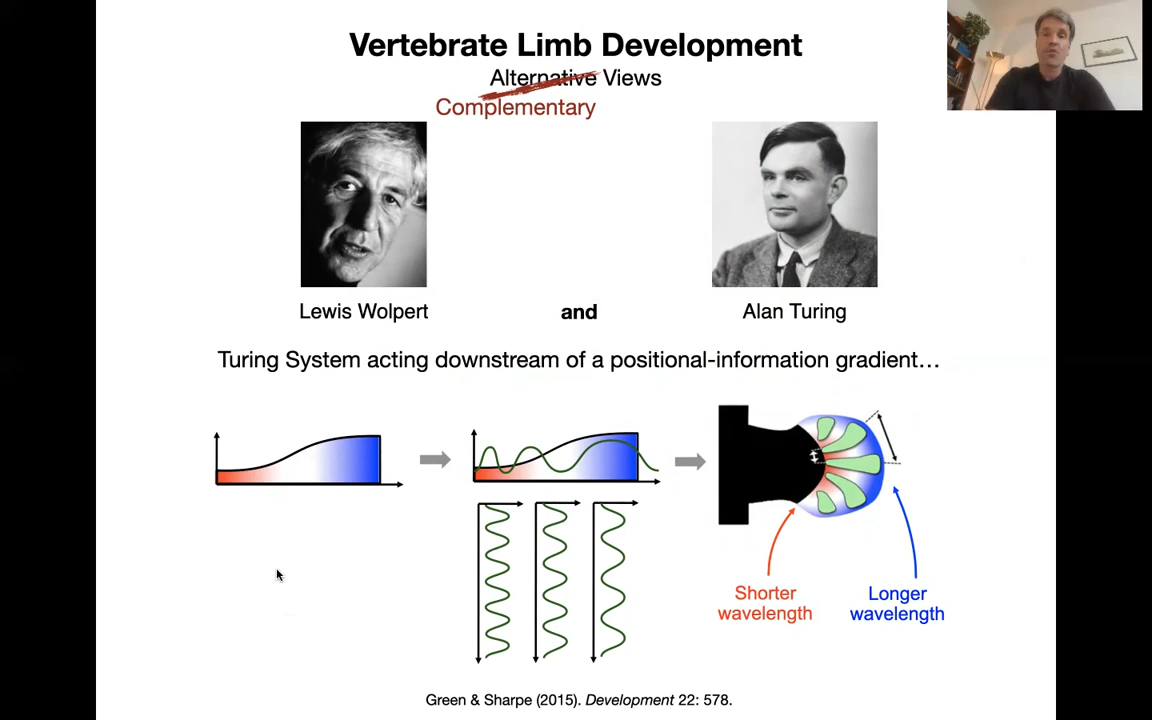 Vertebrate Limb Development
Alternative Views
Complementary
Lewis Wolpert
and
Alan Turing
Turing System acting downstream of a positional-information gradient…
Shorter
wavelength
Longer
wavelength
Green & Sharpe (2015). Development 22: 578.